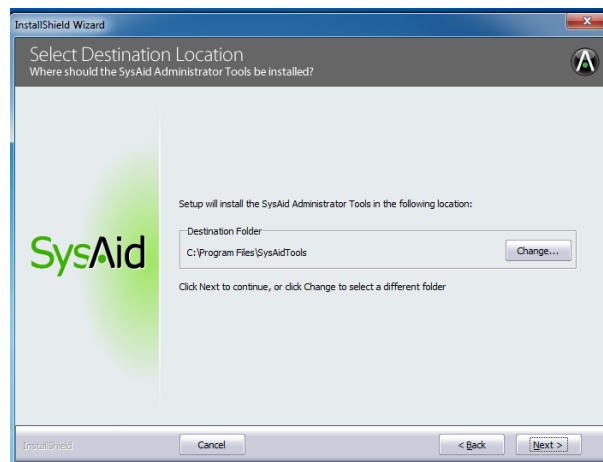 InstallShield Wizard
Select Destination Location
Where should the SysAid Administrator Tools be installed?
Setup will install the SysAid Administrator Tools in the following location:
Destination Folder
C:\Program Files\SysAidTools
Change...
SysAid
Click Next to continue, or click Change to select a different folder
InstallShield
Cancel
< Back
Next >